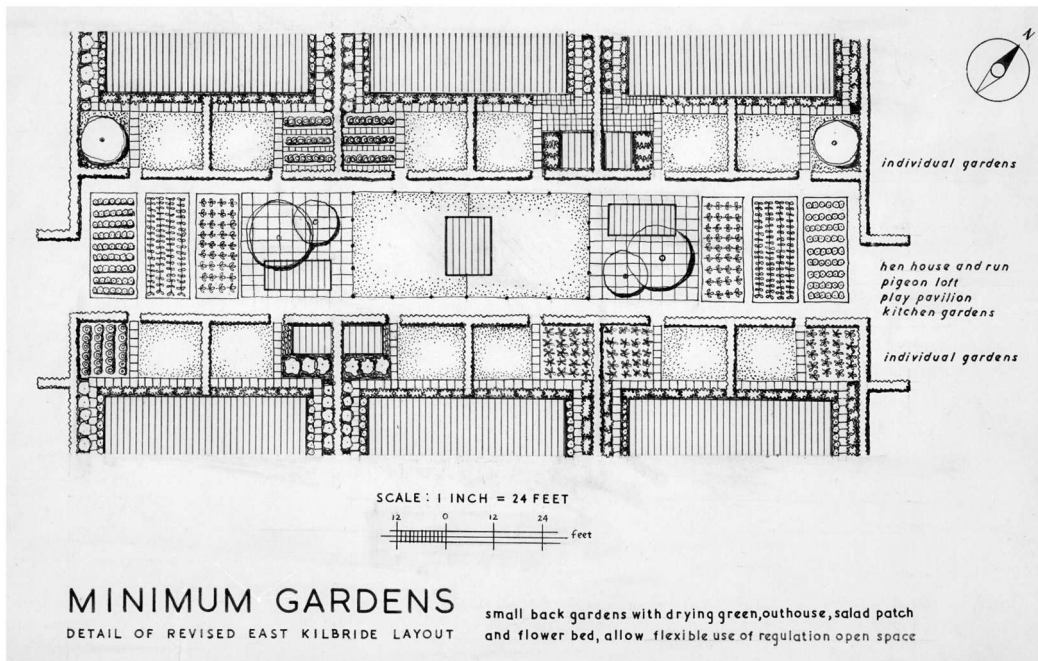 N
individual gardens
hen house and run
pigeon loft
play pavilion
kitchen gardens
individual gardens
SCALE: 1 INCH = 24 FEET
12 0 12 24
feet
MINIMUM GARDENS
DETAIL OF REVISED EAST KILBRIDE LAYOUT
small back gardens with drying green, outhouse, salad patch
and flower bed, allow flexible use of regulation open space